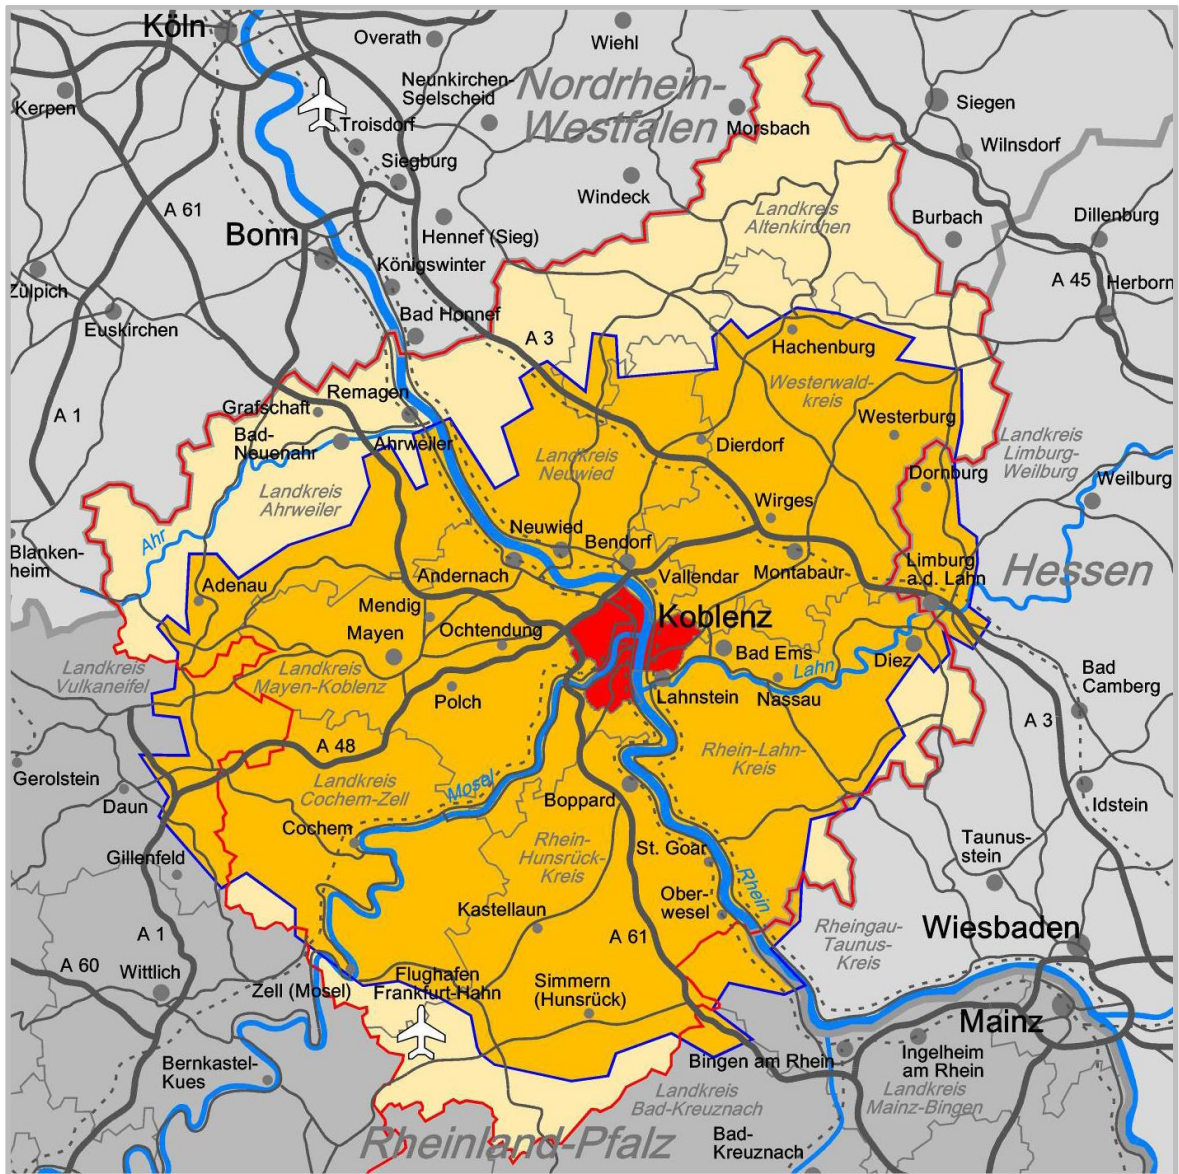 Köln
Overath
Wiehl
Neunkirchen-
Seelscheid
Nordrhein-
Westfalen
Kerpen
Siegen
Troisdorf
Morsbach
Wilnsdorf
Siegburg
Windeck
A 61
Landkreis
Altenkirchen
Burbach
Dillenburg
Bonn
Hennef (Sieg)
Königswinter
Zülpich
A 45
Herborn
Euskirchen
Bad Honnef
A 3
Hachenburg
Westerwald-
kreis
Remagen
Grafschaft
A 1
Westerburg
Bad-
Neuenahr
Ahrweiler
Dierdorf
Landkreis
Neuwied
Landkreis
Limburg-
Weilburg
Dornburg
Weilburg
Landkreis
Ahrweiler
Wirges
Ahr
Neuwied
Bendorf
Blanken-
heim
Limburg
a.d. Lahn
Hessen
Adenau
Andernach
Vallendar
Montabaur
Mendig
Koblenz
Mayen
Ochtendung
Bad Ems
Lahn
Diez
Landkreis
Vulkaneifel
Landkreis
Mayen-Koblenz
Bad
Camberg
Polch
Lahnstein
Nassau
A 3
A 48
Rhein-Lahn-
Kreis
Gerolstein
Daun
Landkreis
Cochem-Zell
Mosel
Boppard
Idstein
Cochem
Rhein-
Hunsrück-
Kreis
St. Goar
Taunus-
stein
Gillenfeld
Rhein
Ober-
wesel
Kastellaun
A 1
A 61
Rheingau-
Taunus-
Kreis
Wiesbaden
A 60
Wittlich
Zell (Mosel)
Flughafen
Frankfurt-Hahn
Simmern
(Hunsrück)
Mainz
Bernkastel-
Kues
Bingen am Rhein
Ingelheim
am Rhein
Landkreis
Bad-Kreuznach
Landkreis
Mainz-Bingen
Rheinland-Pfalz
Bad-
Kreuznach